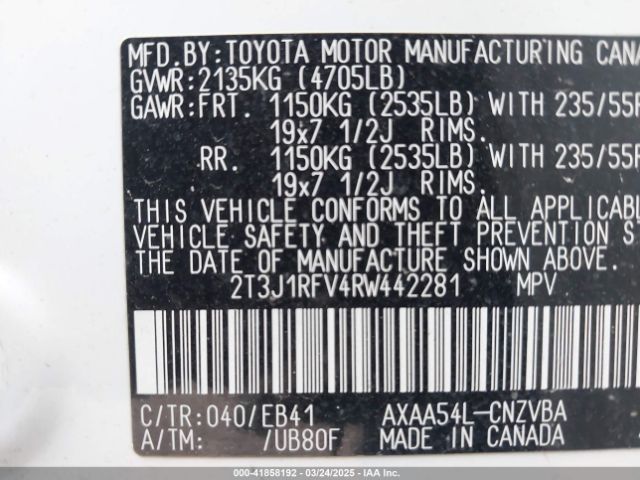 MFD.BY:TOYOTA MOTOR MANUFACTURING CANA
GVWR:2135KG (4705LB)
GAWR:FRT. 1150KG (2535LB) WITH 235/55R
19x7 1/2J RIMS.
RR. 1150KG (2535LB) WITH 235/55R
19x7 1/2J RIMS.
THIS VEHICLE CONFORMS TO ALL APPLICABL
VEHICLE SAFETY AND THEFT PREVENTION ST
THE DATE OF MANUFACTURE SHOWN ABOVE.
2T3J1RFV4RW442281 MPV
C/TR:040/EB41 AXAA54L-CNZVBA
A/TM: /UB80F MADE IN CANADA
000-41858192 - 03/24/2025 - IAA, Inc.